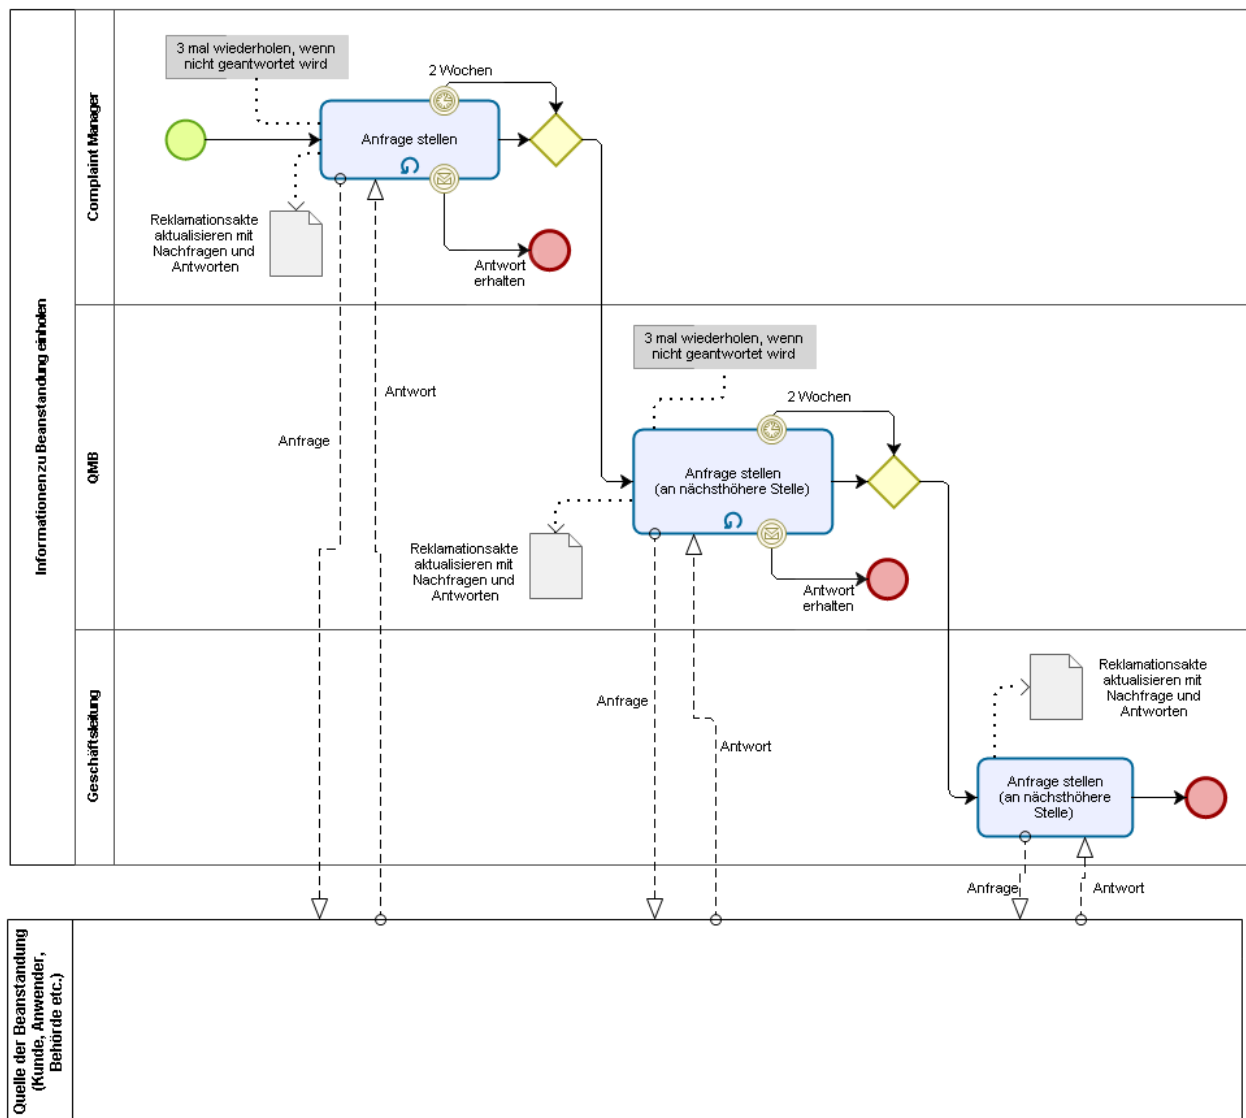 Informationen zu Beanstandung einholen
Complaint Manager
3 mal wiederholen, wenn
nicht geantwortet wird
2 Wochen
Anfrage stellen
Reklamationsakte
aktualisieren mit
Nachfragen und
Antworten
Antwort
erhalten
Anfrage
Antwort
QMB
3 mal wiederholen, wenn
nicht geantwortet wird
2 Wochen
Anfrage stellen
(an nächsthöhere Stelle)
Reklamationsakte
aktualisieren mit
Nachfragen und
Antworten
Antwort
erhalten
Geschäftsleitung
Anfrage
Antwort
Reklamationsakte
aktualisieren mit
Nachfrage und
Antworten
Anfrage stellen
(an nächsthöhere
Stelle)
Anfrage
Antwort
Quelle der Beanstandung
(Kunde, Anwender,
Behörde etc.)